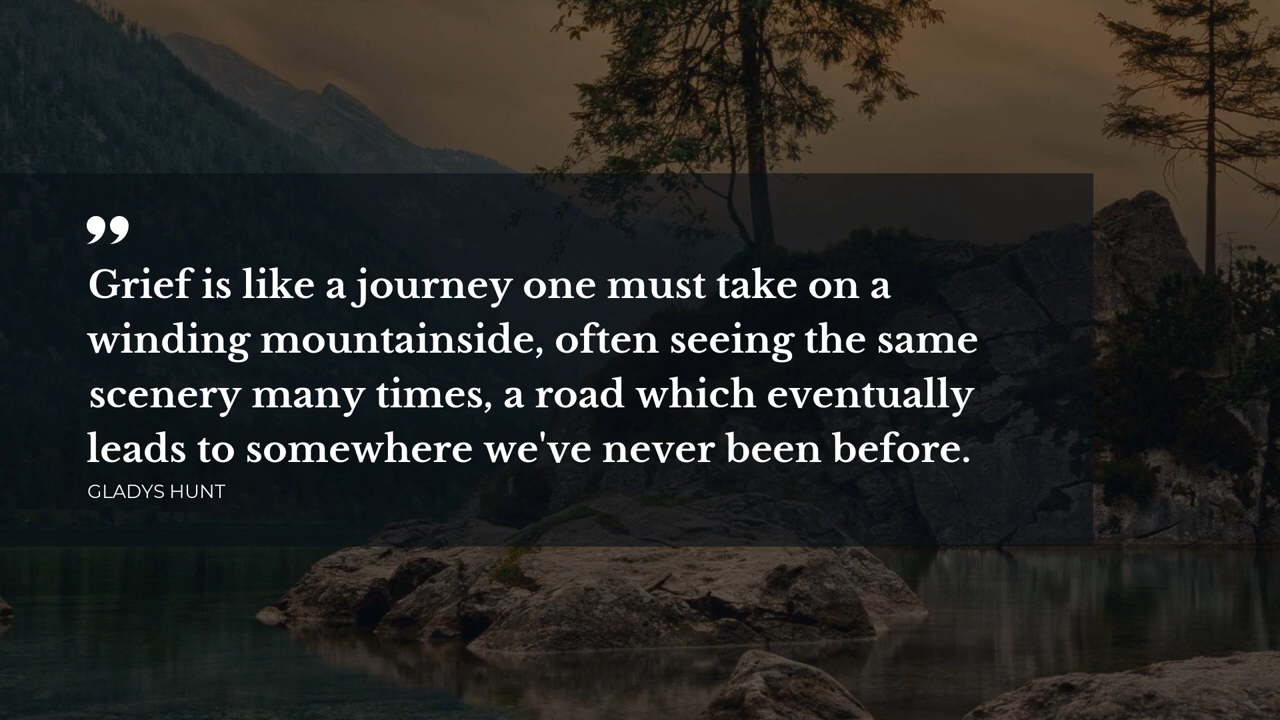 ”
Grief is like a journey one must take on a
winding mountainside, often seeing the same
scenery many times, a road which eventually
leads to somewhere we've never been before.
GLADYS HUNT